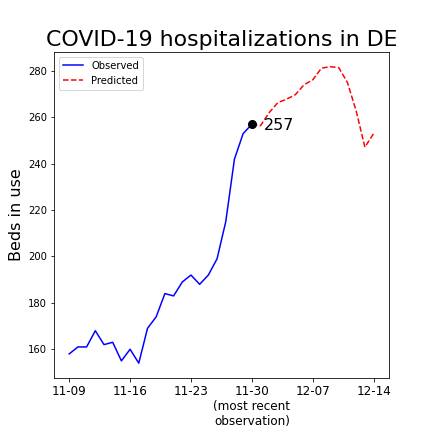 COVID-19 hospitalizations in DE
Observed
Predicted
257
Beds in use
280
260
240
220
200
180
160
11-09 11-16 11-23 11-30 12-07 12-14
(most recent
observation)